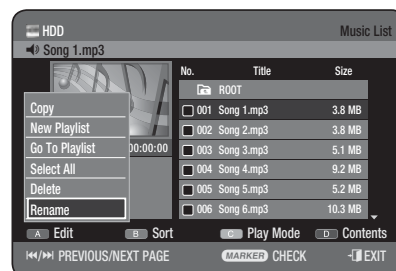 HDD Music List
Song 1.mp3
No. Title Size
ROOT
001 Song 1.mp3 3.8 MB
002 Song 2.mp3 3.8 MB
003 Song 3.mp3 5.1 MB
004 Song 4.mp3 9.2 MB
005 Song 5.mp3 5.2 MB
006 Song 6.mp3 10.3 MB
00:00:00
Copy
New Playlist
Go To Playlist
Select All
Delete
Rename
A Edit B Sort C Play Mode D Contents
PREVIOUS/NEXT PAGE MARKER CHECK EXIT